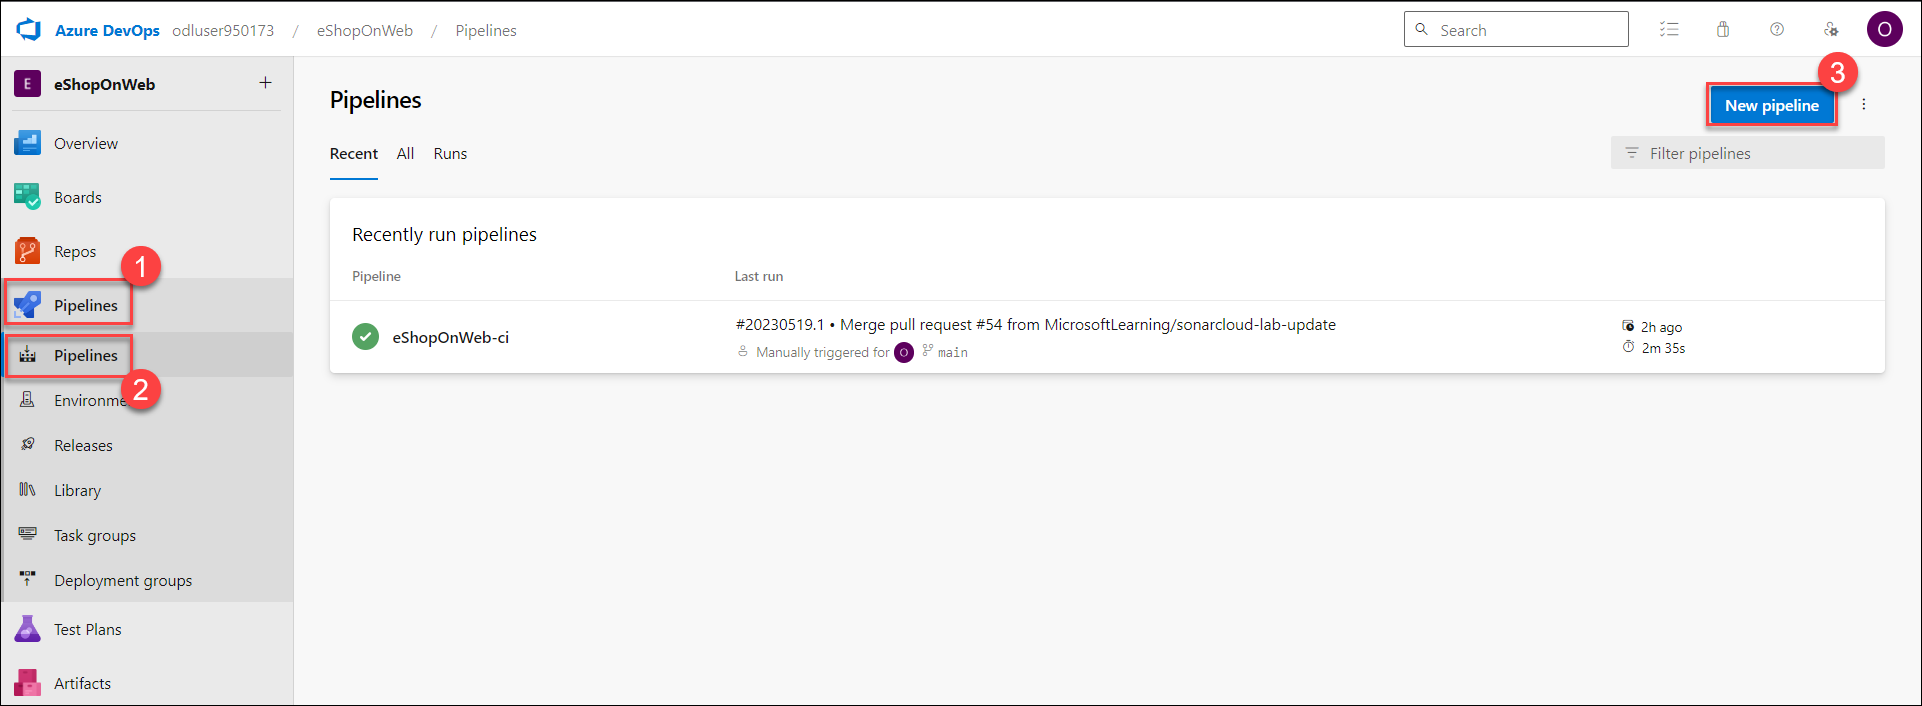 Azure DevOps odluser950173 / eShopOnWeb / Pipelines
Search
O
E eShopOnWeb +
Overview
Boards
Repos
1
Pipelines
Pipelines
2
Environme
Releases
Library
Task groups
Deployment groups
Test Plans
Artifacts
Pipelines
3
New pipeline
Recent All Runs
Filter pipelines
Recently run pipelines
Pipeline Last run
eShopOnWeb-ci
#20230519.1 • Merge pull request #54 from MicrosoftLearning/sonarcloud-lab-update
Manually triggered for O main
2h ago
2m 35s